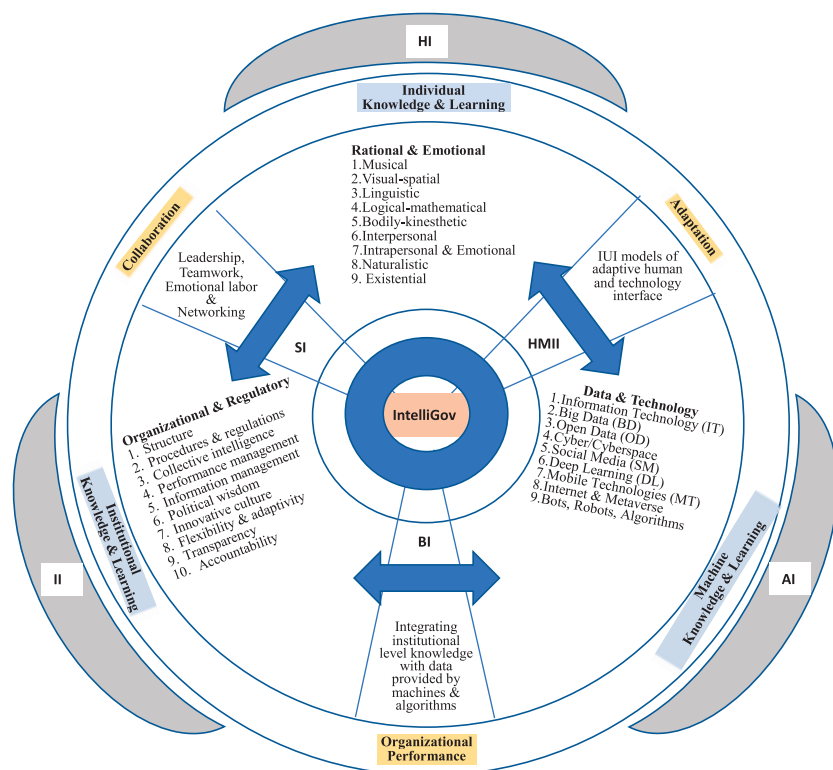 HI
Individual
Knowledge & Learning
Rational & Emotional
1.Musical
2.Visual-spatial
3.Linguistic
4.Logical-mathematical
5.Bodily-kinesthetic
6.Interpersonal
7.Intrapersonal & Emotional
8.Naturalistic
9. Existential
Collaboration
Leadership,
Teamwork,
Emotional labor
&
Networking
SI
Adaptation
IUI models of
adaptive human
and technology
interface
HMII
IntelliGov
Organizational & Regulatory
1. Structure
2. Procedures & regulations
3. Collective intelligence
4. Performance management
5. Information management
6. Political wisdom
7. Innovative culture
8. Flexibility & adaptivity
9. Transparency
10. Accountability
Data & Technology
1.Information Technology (IT)
2.Big Data (BD)
3.Open Data (OD)
4.Cyber/Cyberspace
5.Social Media (SM)
6.Deep Learning (DL)
7.Mobile Technologies (MT)
8.Internet & Metaverse
9.Bots, Robots, Algorithms
II
Institutional
Knowledge & Learning
Machine
Knowledge & Learning
AI
BI
Integrating
institutional
level knowledge
with data
provided by
machines &
algorithms
Organizational
Performance